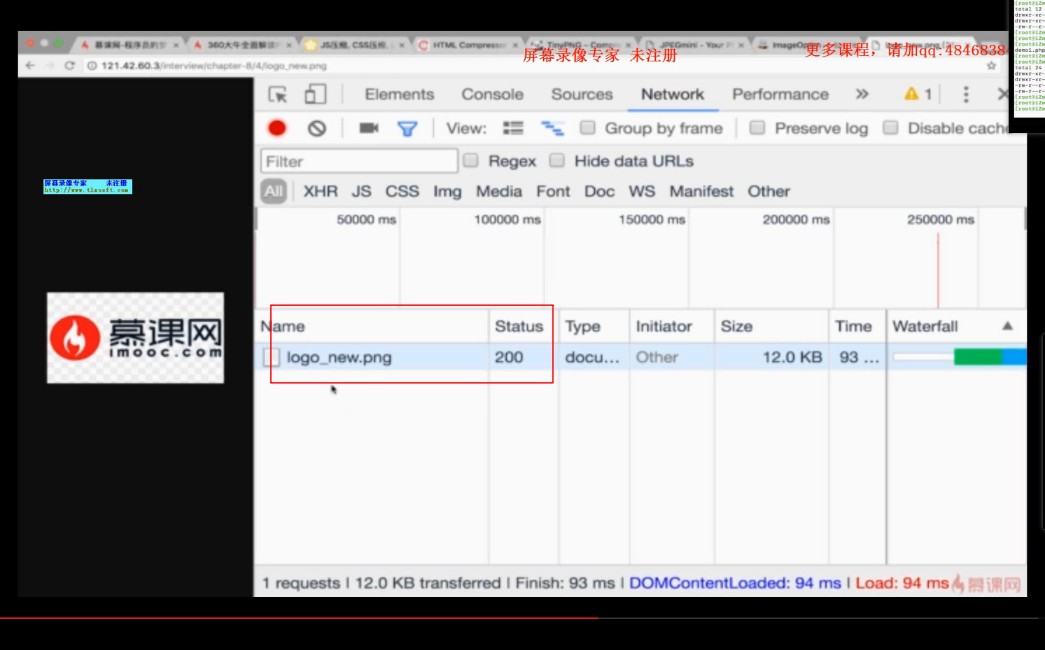 慕课网-程序员的梦
360大牛全面解读P
JS压缩, CSS压缩,
HTML Compressor
TinyPNG – Comp
JPEGmini - Your P
ImageOp
屏幕录像专家 未注册
更多课程，请加qq:4846838
121.42.60.3/interview/chapter-8/4/logo_new.png
Elements Console Sources Network Performance » 1
View: Group by frame Preserve log Disable cache
Filter Regex Hide data URLs
All XHR JS CSS Img Media Font Doc WS Manifest Other
屏幕录像专家 未注册
http://www.tlxsoft.com
50000 ms 100000 ms 150000 ms 200000 ms 250000 ms
慕课网
imooc.com
Name Status Type Initiator Size Time Waterfall
logo_new.png 200 docu... Other 12.0 KB 93 ...
1 requests | 12.0 KB transferred | Finish: 93 ms | DOMContentLoaded: 94 ms | Load: 94 ms
慕课网